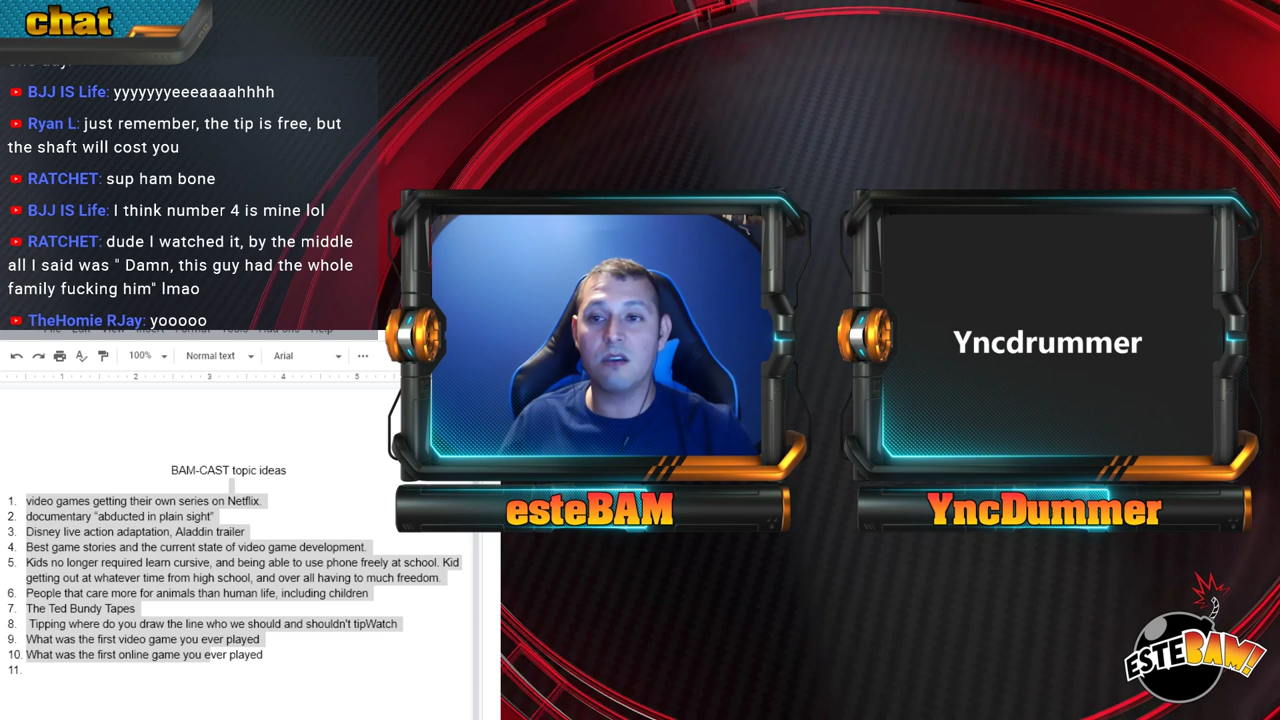 chat
BJJ IS Life: yyyyyyyeeeaaaahhhh
Ryan L: just remember, the tip is free, but
the shaft will cost you
RATCHET: sup ham bone
BJJ IS Life: I think number 4 is mine lol
RATCHET: dude I watched it, by the middle
all I said was " Damn, this guy had the whole
family fucking him" lmao
TheHomie RJay: yooooo
100% Normal text Arial
1 2 3 4 5
BAM-CAST topic ideas
1. video games getting their own series on Netflix.
2. documentary "abducted in plain sight"
3. Disney live action adaptation, Aladdin trailer
4. Best game stories and the current state of video game development.
5. Kids no longer required learn cursive, and being able to use phone freely at school. Kid
getting out at whatever time from high school, and over all having to much freedom.
6. People that care more for animals than human life, including children
7. The Ted Bundy Tapes
8. Tipping where do you draw the line who we should and shouldn't tipWatch
9. What was the first video game you ever played
10. What was the first online game you ever played
11.
esteBAM
Yncdrummer
YncDummer
ESTEBAM!